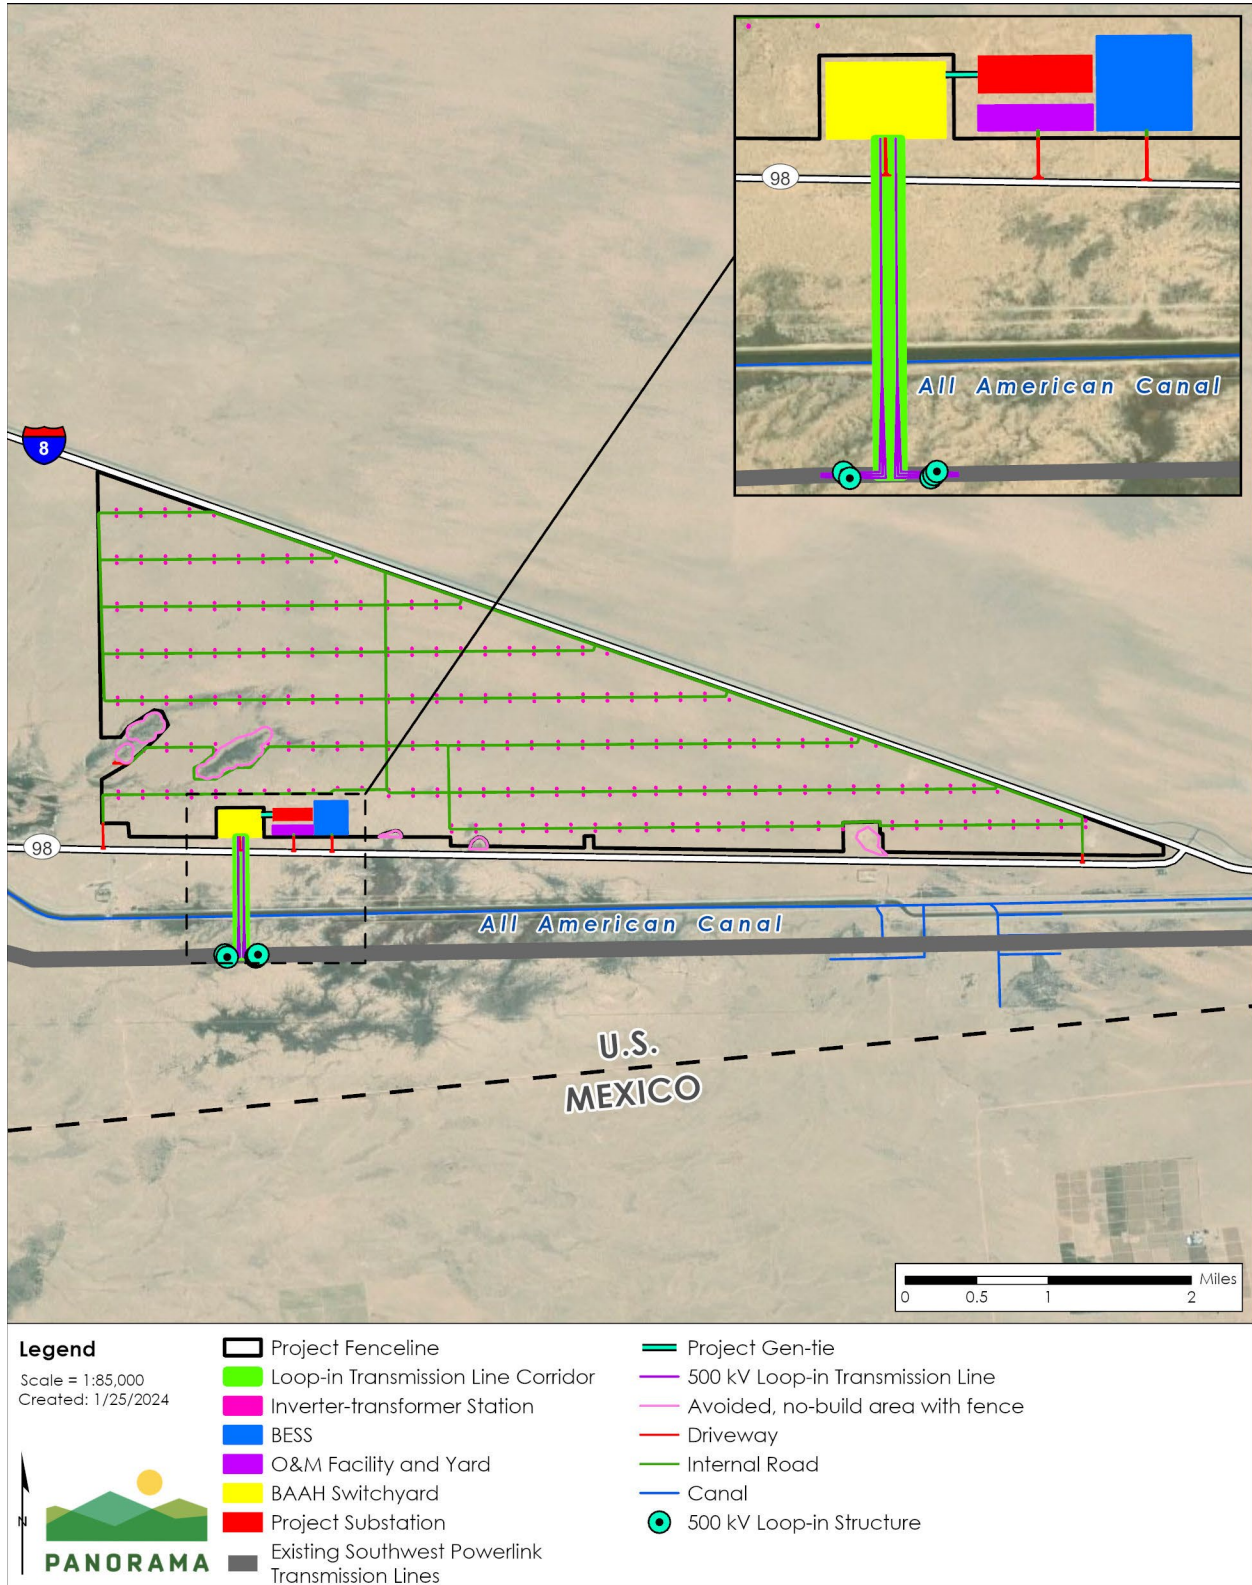 98
All American Canal
8
98
All American Canal
U.S.
MEXICO
Miles
0 0.5 1 2
Legend
Scale = 1:85,000
Created: 1/25/2024
N
PANORAMA
Project Fenceline
Loop-in Transmission Line Corridor
Inverter-transformer Station
BESS
O&M Facility and Yard
BAAH Switchyard
Project Substation
Existing Southwest Powerlink
Transmission Lines
Project Gen-tie
500 kV Loop-in Transmission Line
Avoided, no-build area with fence
Driveway
Internal Road
Canal
500 kV Loop-in Structure